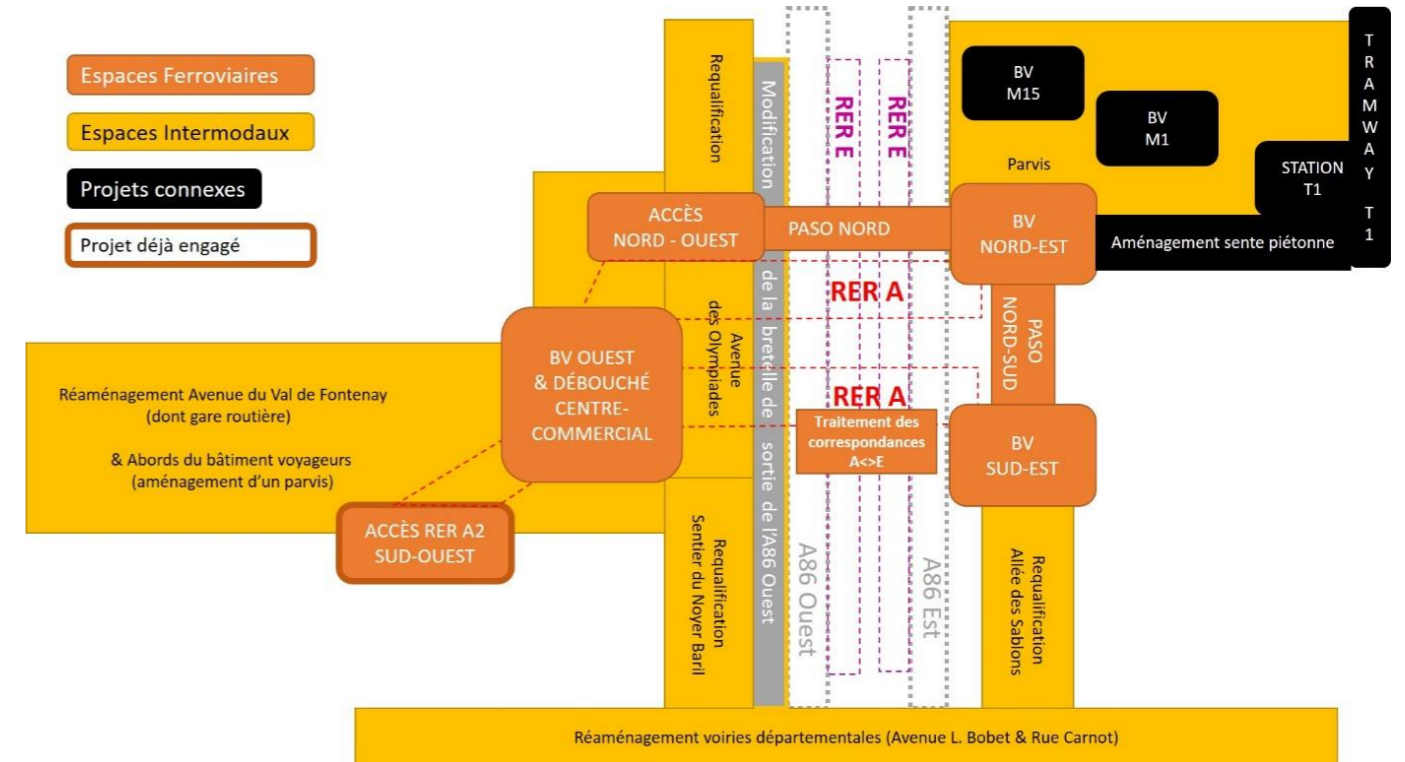 Espaces Ferroviaires
Espaces Intermodaux
Projets connexes
Projet déjà engagé
Requalification
Avenue
des Olympiades
Modification de la bretelle de sortie de l'A86 Ouest
RER E
RER E
BV
M15
BV
M1
Parvis
STATION
T1
TRAMWAY T1
ACCÈS
NORD - OUEST
PASO NORD
BV
NORD-EST
Aménagement sente piétonne
RER A
PASO
NORD-SUD
BV OUEST
& DÉBOUCHÉ
CENTRE-
COMMERCIAL
Réaménagement Avenue du Val de Fontenay
(dont gare routière)
& Abords du bâtiment voyageurs
(aménagement d'un parvis)
RER A
Traitement des
correspondances
A<>E
BV
SUD-EST
ACCÈS RER A2
SUD-OUEST
Requalification
Sentier du Noyer Baril
A86 Ouest
A86 Est
Requalification
Allée des Sablons
Réaménagement voiries départementales (Avenue L. Bobet & Rue Carnot)